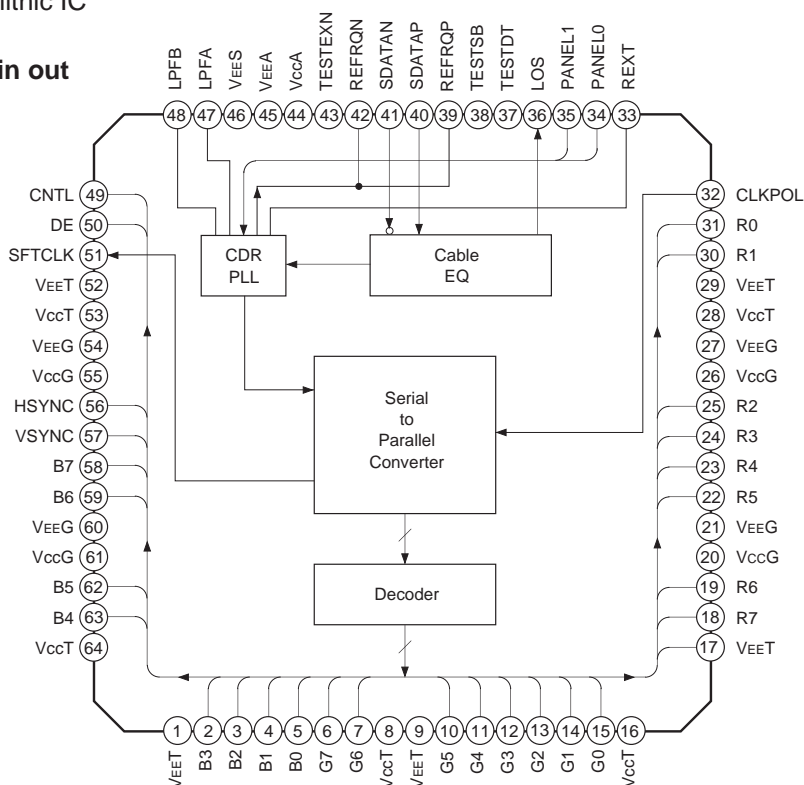 lithic IC
in out
LPFB
LPFA
VEES
VEEA
VccA
TESTEXN
REFRQN
SDATAN
SDATAP
REFRQP
TESTSB
TESTDT
LOS
PANEL1
PANEL0
REXT
48 47 46 45 44 43 42 41 40 39 38 37 36 35 34 33
CNTL 49
DE 50
SFTCLK 51
VEET 52
VccT 53
VEEG 54
VccG 55
HSYNC 56
VSYNC 57
B7 58
B6 59
VEEG 60
VccG 61
B5 62
B4 63
VccT 64
CDR
PLL
Cable
EQ
Serial
to
Parallel
Converter
Decoder
32 CLKPOL
31 R0
30 R1
29 VEET
28 VccT
27 VEEG
26 VccG
25 R2
24 R3
23 R4
22 R5
21 VEEG
20 VccG
19 R6
18 R7
17 VEET
1 2 3 4 5 6 7 8 9 10 11 12 13 14 15 16
VEET
B3
B2
B1
B0
G7
G6
VccT
VEET
G5
G4
G3
G2
G1
G0
VccT